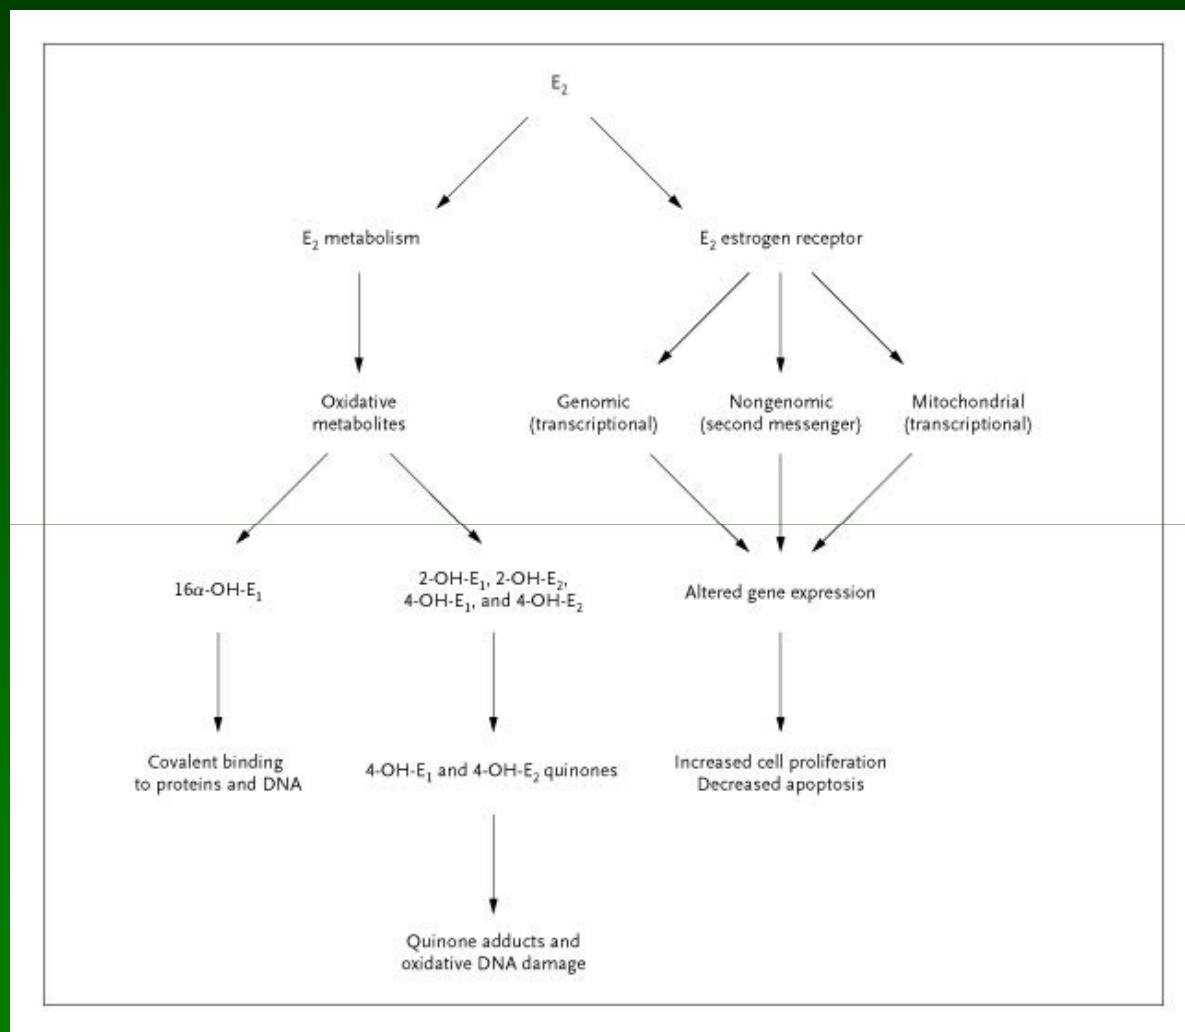 E₂
E₂ metabolism
E₂ estrogen receptor
Oxidative
metabolites
Genomic
(transcriptional)
Nongenomic
(second messenger)
Mitochondrial
(transcriptional)
16α-OH-E₁
2-OH-E₁, 2-OH-E₂,
4-OH-E₁, and 4-OH-E₂
Altered gene expression
Covalent binding
to proteins and DNA
4-OH-E₁ and 4-OH-E₂ quinones
Increased cell proliferation
Decreased apoptosis
Quinone adducts and
oxidative DNA damage